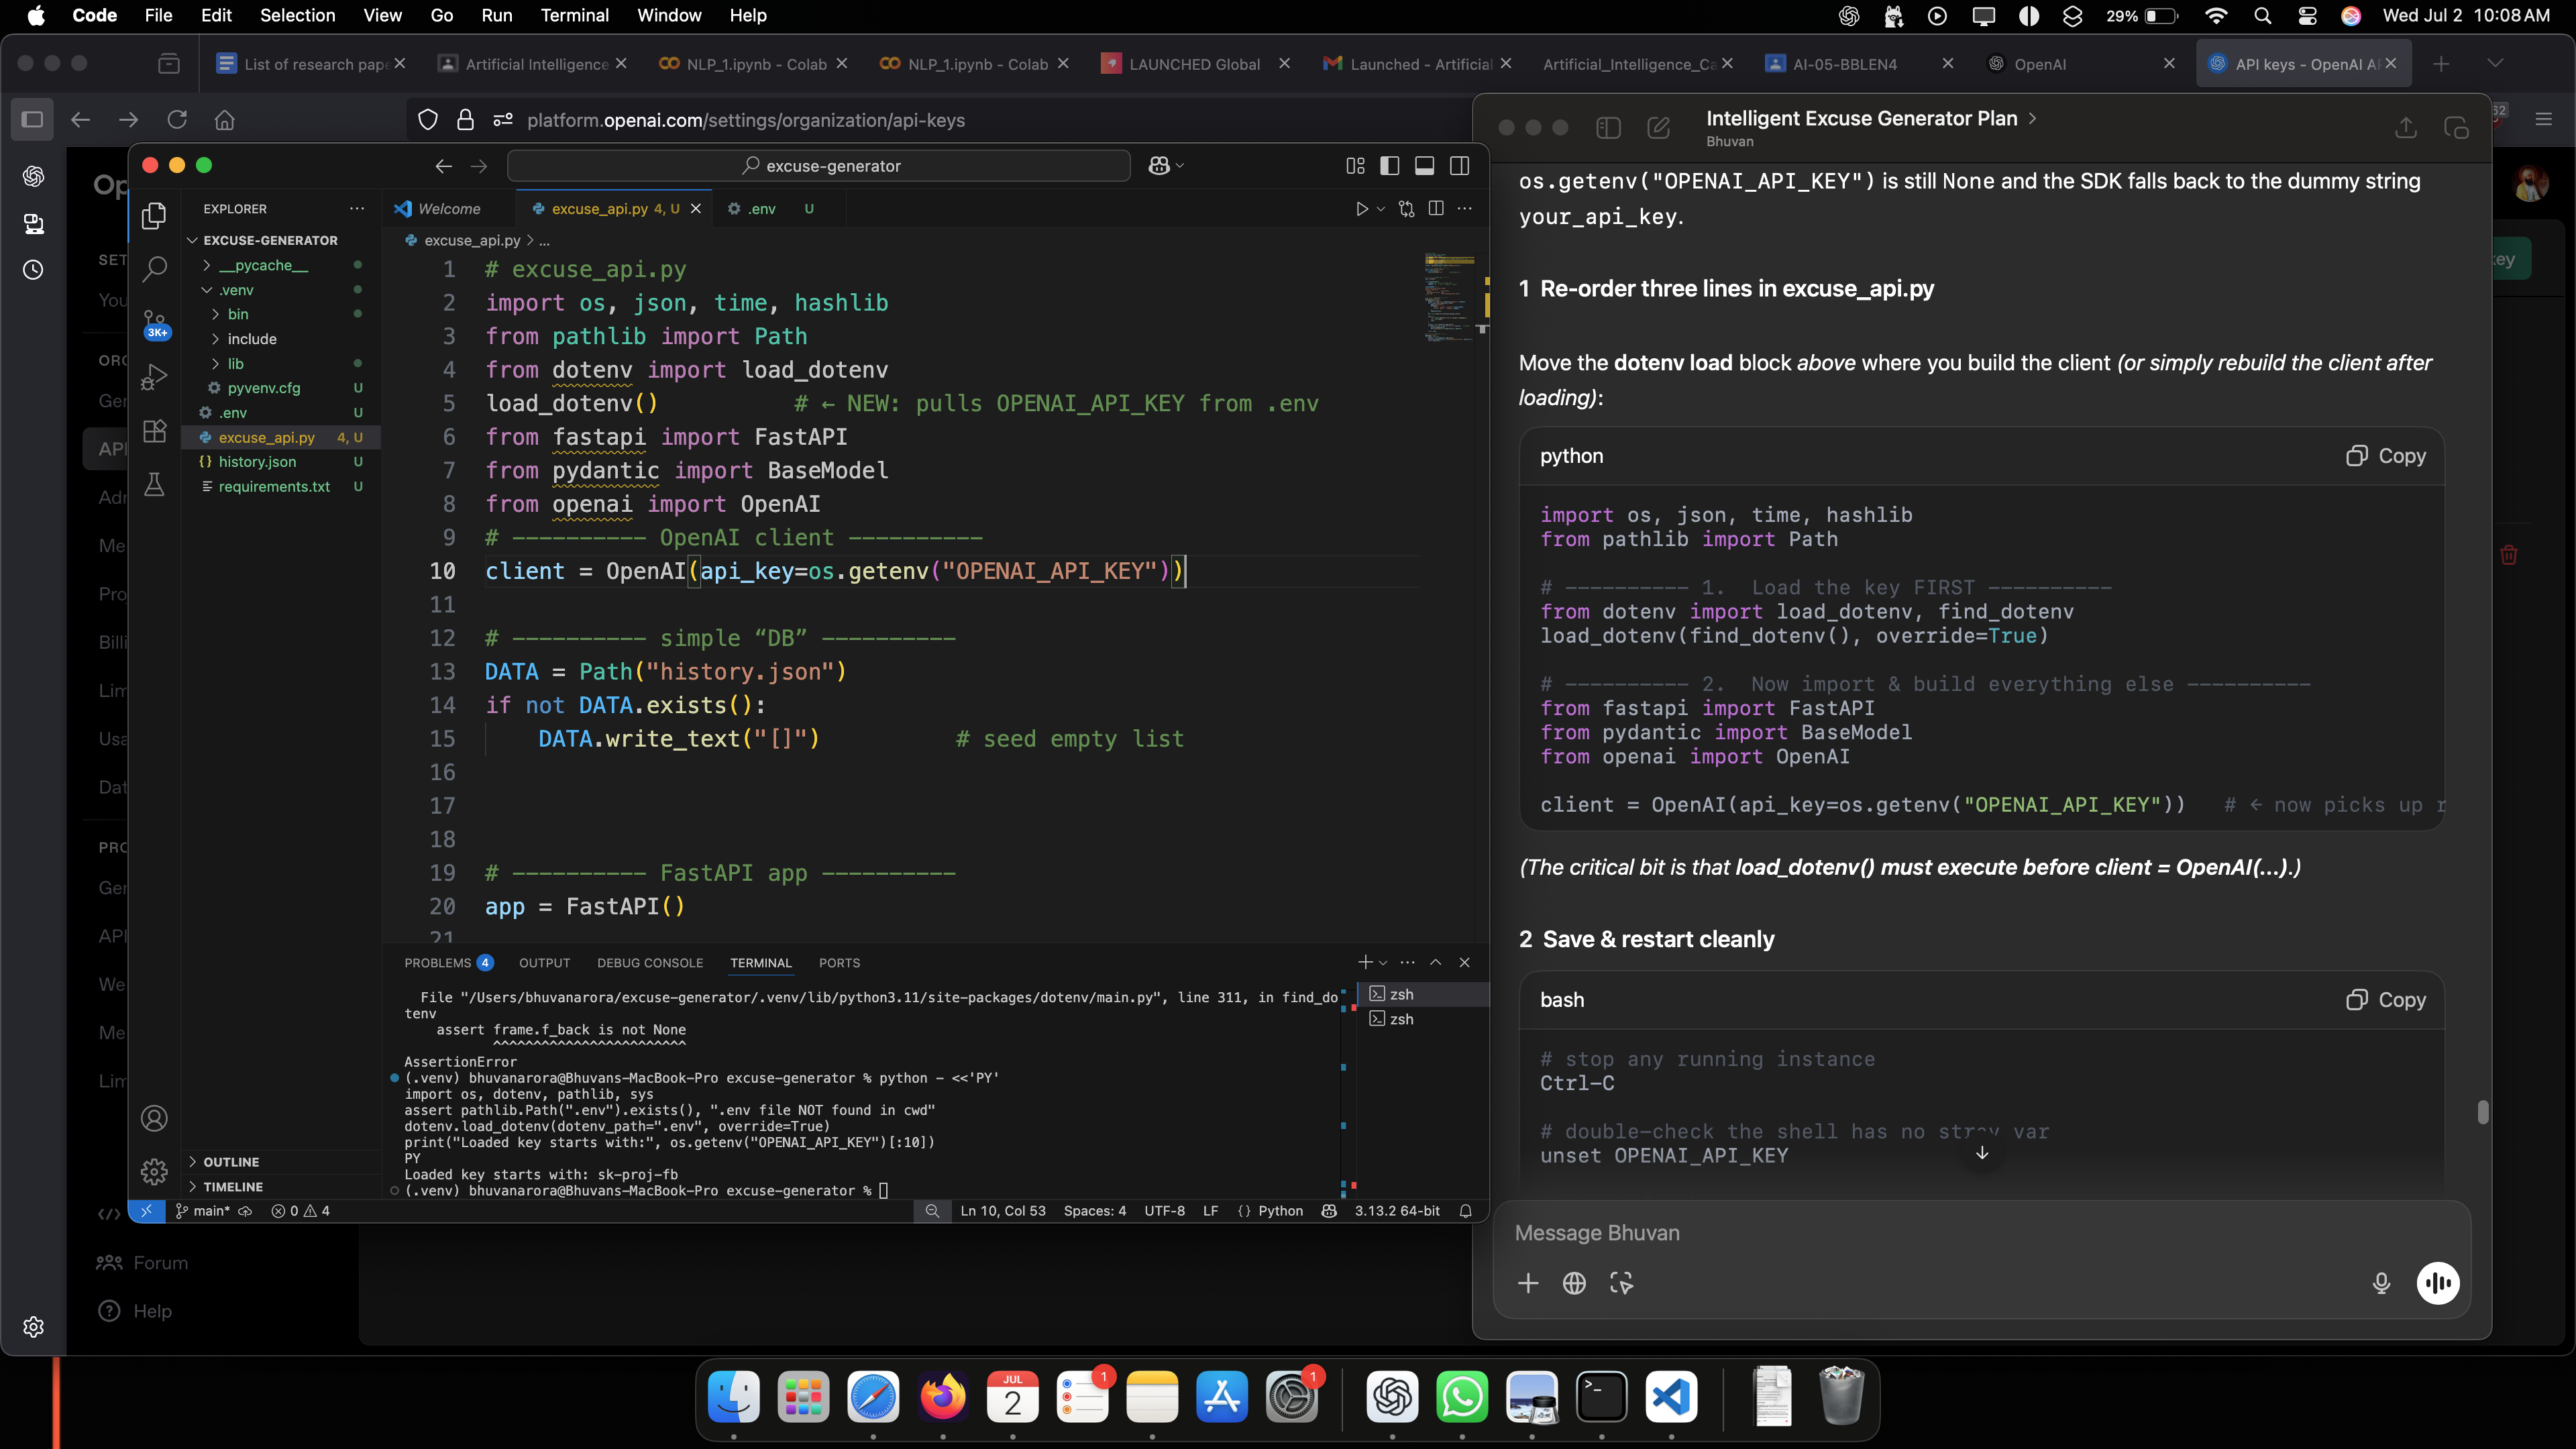 Code File Edit Selection View Go Run Terminal Window Help
29% Wed Jul 2 10:08 AM
List of research pape
Artificial Intelligence
NLP_1.ipynb - Colab
NLP_1.ipynb - Colab
LAUNCHED Global
Launched - Artificial
Artificial_Intelligence_Ca
AI-05-BBLEN4
OpenAI
API keys - OpenAI A
platform.openai.com/settings/organization/api-keys
excuse-generator
EXPLORER
EXCUSE-GENERATOR
__pycache__
.venv
bin
include
lib
pyvenv.cfg U
.env U
excuse_api.py 4, U
history.json U
requirements.txt U
3K+
OUTLINE
TIMELINE
Welcome
excuse_api.py 4, U
.env U
excuse_api.py > ...
1 # excuse_api.py
2 import os, json, time, hashlib
3 from pathlib import Path
4 from dotenv import load_dotenv
5 load_dotenv() # ← NEW: pulls OPENAI_API_KEY from .env
6 from fastapi import FastAPI
7 from pydantic import BaseModel
8 from openai import OpenAI
9 # ---------- OpenAI client ----------
10 client = OpenAI(api_key=os.getenv("OPENAI_API_KEY"))
11
12 # ---------- simple “DB” ----------
13 DATA = Path("history.json")
14 if not DATA.exists():
15 DATA.write_text("[]") # seed empty list
16
17
18
19 # ---------- FastAPI app ----------
20 app = FastAPI()
21
PROBLEMS 4 OUTPUT DEBUG CONSOLE TERMINAL PORTS
File "/Users/bhuvanarora/excuse-generator/.venv/lib/python3.11/site-packages/dotenv/main.py", line 311, in find_do
tenv
assert frame.f_back is not None
^^^^^^^^^^^^^^^^^^^^^^^^
AssertionError
(.venv) bhuvanarora@Bhuvans-MacBook-Pro excuse-generator % python - <<'PY'
import os, dotenv, pathlib, sys
assert pathlib.Path(".env").exists(), ".env file NOT found in cwd"
dotenv.load_dotenv(dotenv_path=".env", override=True)
print("Loaded key starts with:", os.getenv("OPENAI_API_KEY")[:10])
PY
Loaded key starts with: sk-proj-fb
(.venv) bhuvanarora@Bhuvans-MacBook-Pro excuse-generator %
zsh
zsh
main* 0 4 Ln 10, Col 53 Spaces: 4 UTF-8 LF {} Python 3.13.2 64-bit
Forum
Help
Intelligent Excuse Generator Plan >
Bhuvan
os.getenv("OPENAI_API_KEY") is still None and the SDK falls back to the dummy string
your_api_key.
1 Re-order three lines in excuse_api.py
Move the dotenv load block above where you build the client (or simply rebuild the client after
loading):
python Copy
import os, json, time, hashlib
from pathlib import Path
# ---------- 1. Load the key FIRST ----------
from dotenv import load_dotenv, find_dotenv
load_dotenv(find_dotenv(), override=True)
# ---------- 2. Now import & build everything else ----------
from fastapi import FastAPI
from pydantic import BaseModel
from openai import OpenAI
client = OpenAI(api_key=os.getenv("OPENAI_API_KEY")) # ← now picks up r
(The critical bit is that load_dotenv() must execute before client = OpenAI(...).)
2 Save & restart cleanly
bash Copy
# stop any running instance
Ctrl-C
# double-check the shell has no stray var
unset OPENAI_API_KEY
Message Bhuvan
JUL
2
1
1